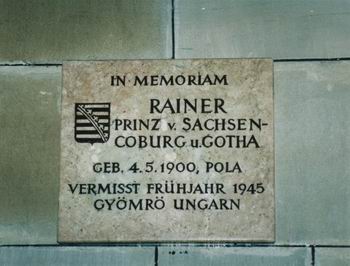 IN MEMORIAM
RAINER
PRINZ v. SACHSEN-
COBURG u. GOTHA
GEB. 4.5.1900, POLA
VERMISST FRÜHJAHR 1945
GYÖMRÖ UNGARN